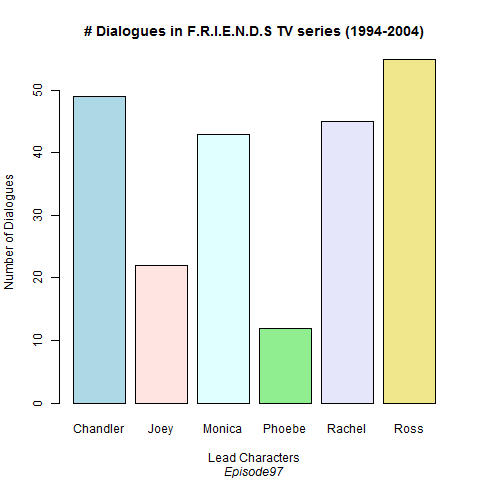 # Dialogues in F.R.I.E.N.D.S TV series (1994-2004)
Number of Dialogues
50
40
30
20
10
0
Chandler Joey Monica Phoebe Rachel Ross
Lead Characters
Episode97